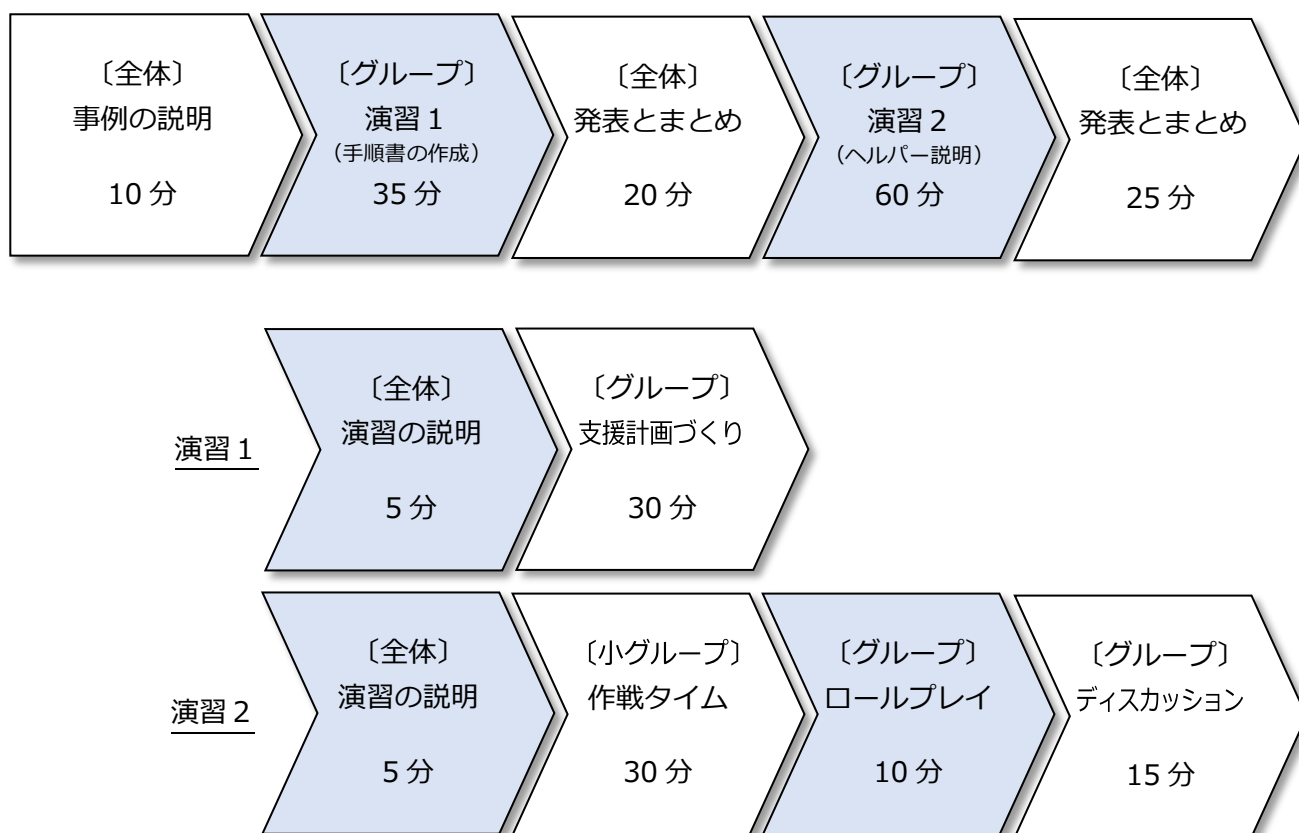 〔全体〕
事例の説明
10 分
〔グループ〕
演習１
（手順書の作成）
35 分
〔全体〕
発表とまとめ
20 分
〔グループ〕
演習２
（ヘルパー説明）
60 分
〔全体〕
発表とまとめ
25 分
演習１
〔全体〕
演習の説明
5 分
〔グループ〕
支援計画づくり
30 分
演習２
〔全体〕
演習の説明
5 分
〔小グループ〕
作戦タイム
30 分
〔グループ〕
ロールプレイ
10 分
〔グループ〕
ディスカッション
15 分